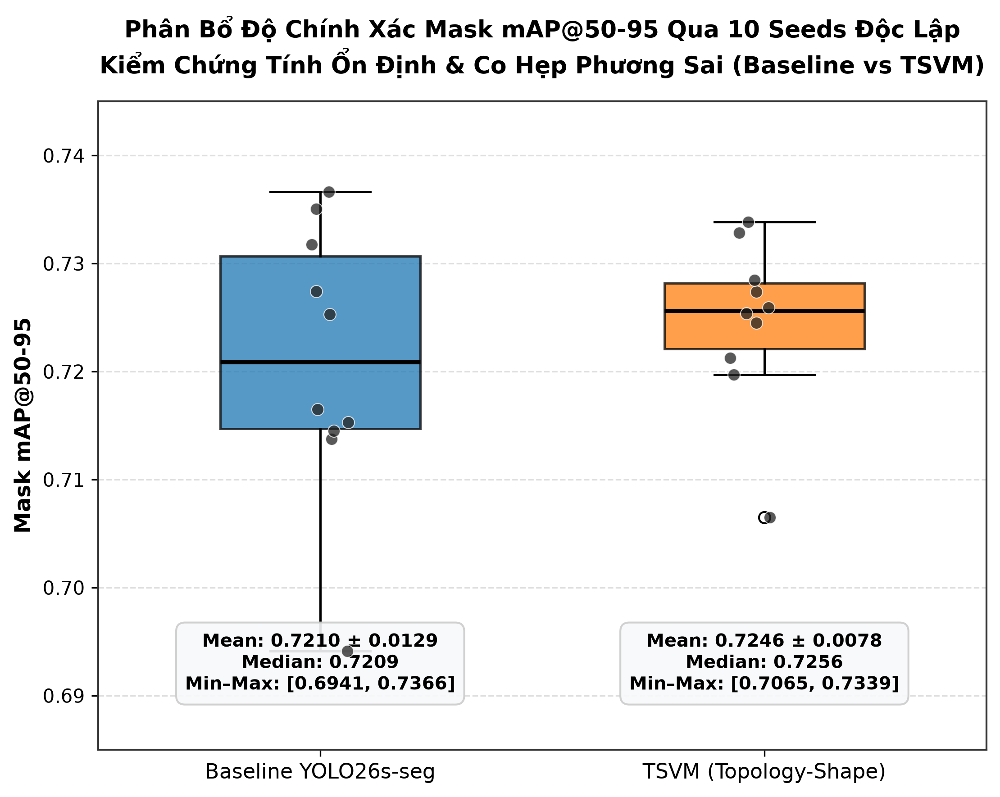 Phân Bổ Độ Chính Xác Mask mAP@50-95 Qua 10 Seeds Độc Lập
Kiểm Chứng Tính Ổn Định & Co Hẹp Phương Sai (Baseline vs TSVM)
Mask mAP@50-95
0.74
0.73
0.72
0.71
0.70
0.69
Mean: 0.7210 ± 0.0129
Median: 0.7209
Min–Max: [0.6941, 0.7366]
Mean: 0.7246 ± 0.0078
Median: 0.7256
Min–Max: [0.7065, 0.7339]
Baseline YOLO26s-seg
TSVM (Topology-Shape)